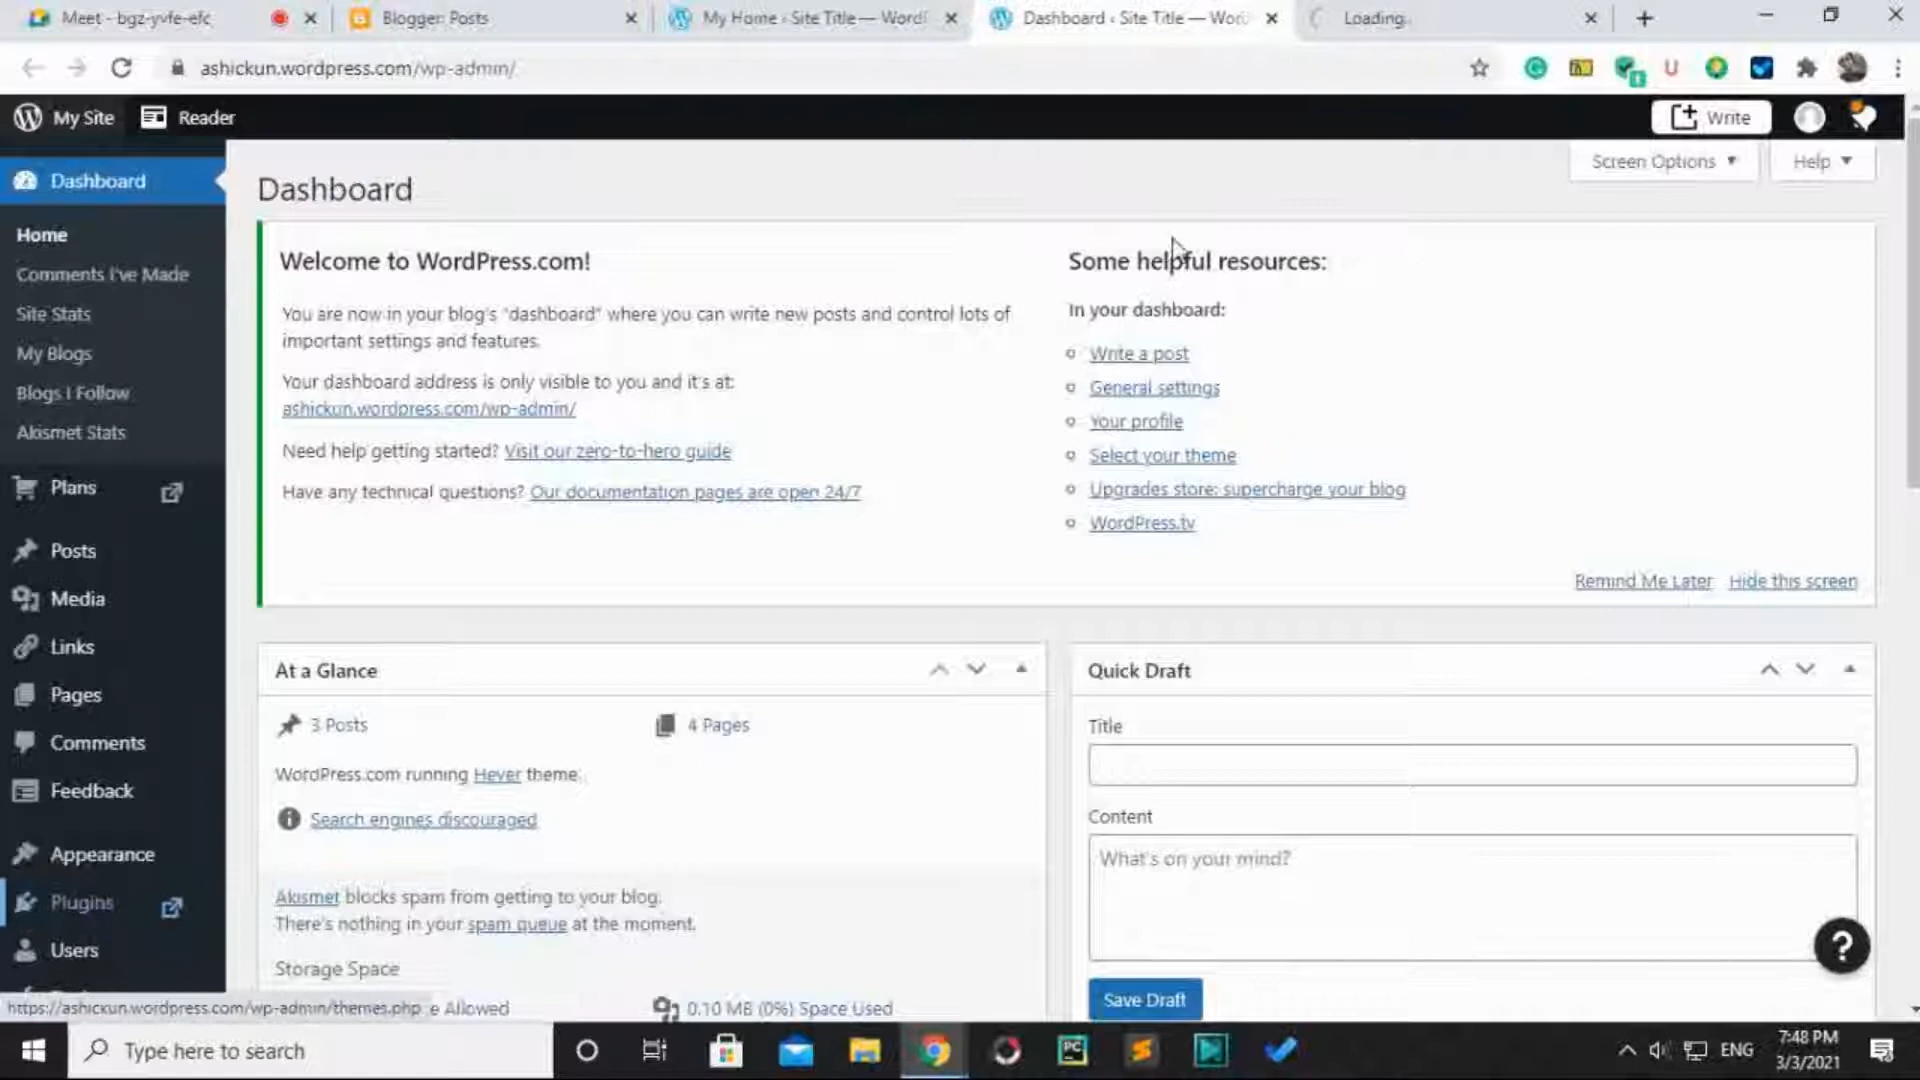 Meet - bgz-yvfe-efc
Blogger: Posts
My Home ‹ Site Title — WordI
Dashboard ‹ Site Title — Wor
Loading
ashickun.wordpress.com/wp-admin/
My Site
Reader
Write
Screen Options
Help
Dashboard
Dashboard
Home
Comments I've Made
Site Stats
My Blogs
Blogs I Follow
Akismet Stats
Plans
Posts
Media
Links
Pages
Comments
Feedback
Appearance
Plugins
Users
Welcome to WordPress.com!
You are now in your blog's "dashboard" where you can write new posts and control lots of
important settings and features.
Your dashboard address is only visible to you and it's at:
ashickun.wordpress.com/wp-admin/
Need help getting started? Visit our zero-to-hero guide
Have any technical questions? Our documentation pages are open 24/7
Some helpful resources:
In your dashboard:
Write a post
General settings
Your profile
Select your theme
Upgrades store: supercharge your blog
WordPress.tv
Remind Me Later
Hide this screen
At a Glance
3 Posts
4 Pages
WordPress.com running Hever theme.
Search engines discouraged
Akismet blocks spam from getting to your blog.
There's nothing in your spam queue at the moment.
Storage Space
e Allowed
0.10 MB (0%) Space Used
Quick Draft
Title
Content
What's on your mind?
Save Draft
https://ashickun.wordpress.com/wp-admin/themes.php
Type here to search
PC
ENG
7:48 PM
3/3/2021